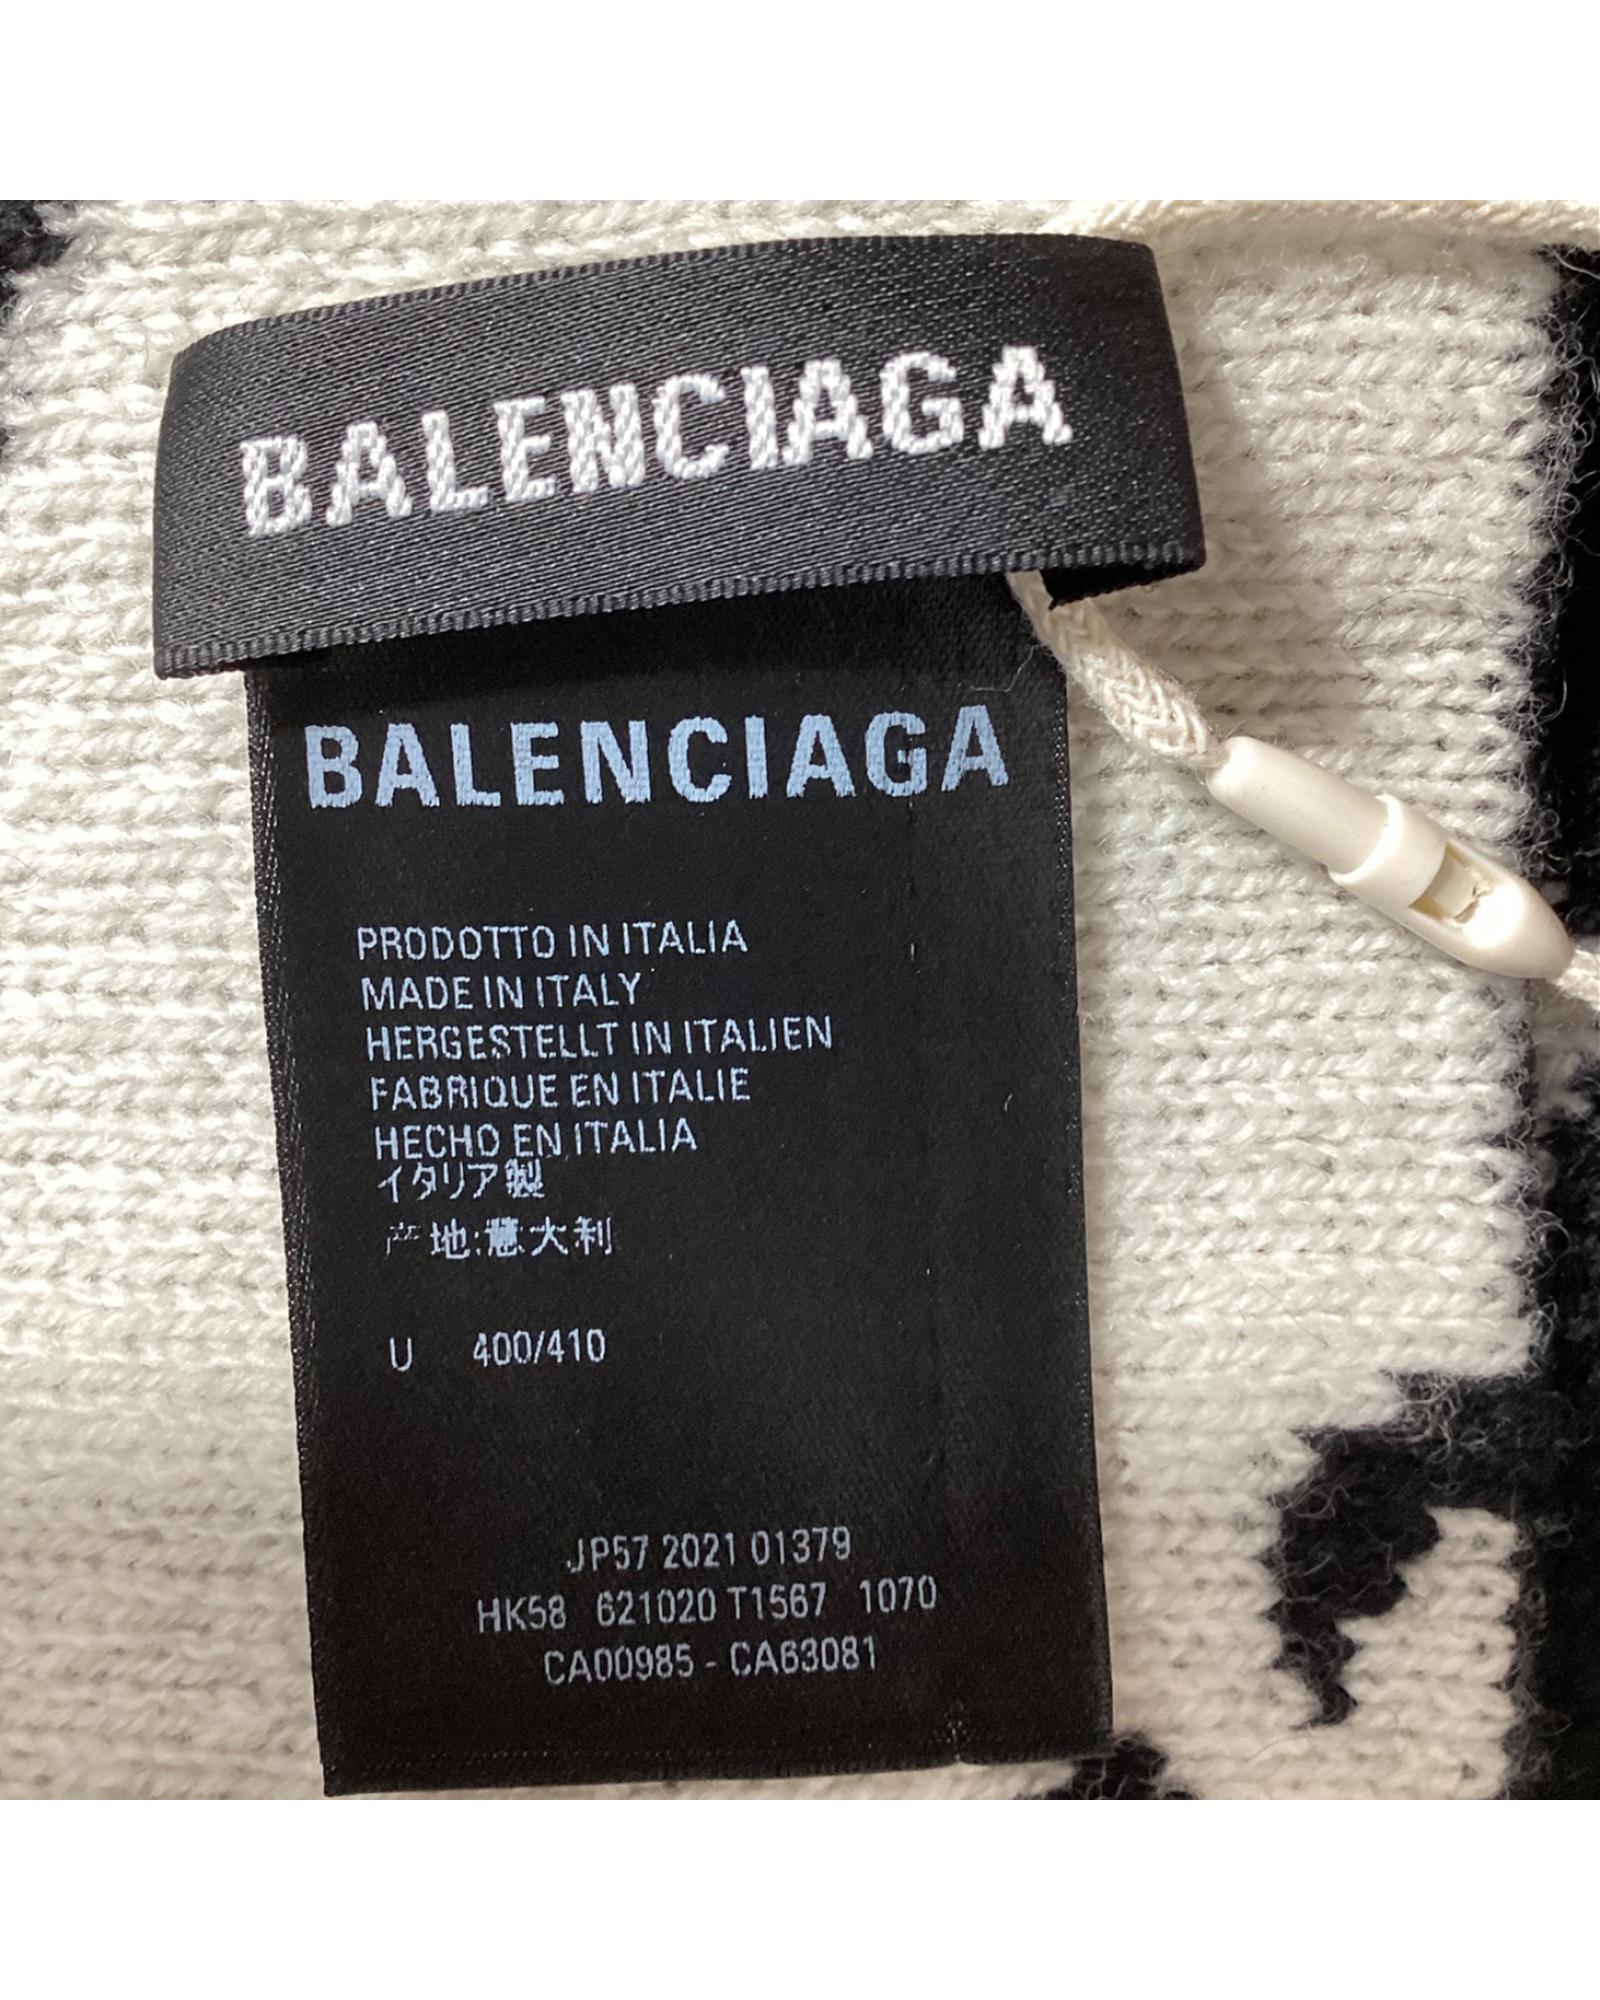 BALENCIAGA
BALENCIAGA
PRODOTTO IN ITALIA
MADE IN ITALY
HERGESTELLT IN ITALIEN
FABRIQUE EN ITALIE
HECHO EN ITALIA
イタリア製
产地:意大利
U 400/410
JP57 2021 01379
HK58 621020 T1567 1070
CA00985 - CA63081